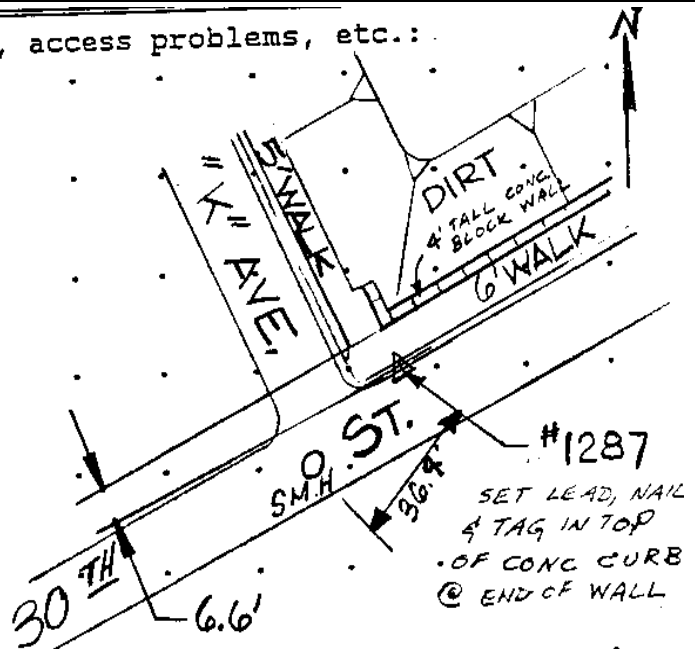 , access problems, etc.:
N
"K" AVE,
5' WALK
DIRT
4' TALL CONC.
BLOCK WALL
6' WALK
30TH ST.
S.M.H
36.4'
#1287
SET LEAD, NAIL
& TAG IN TOP
OF CONC CURB
@ END OF WALL
6.6'